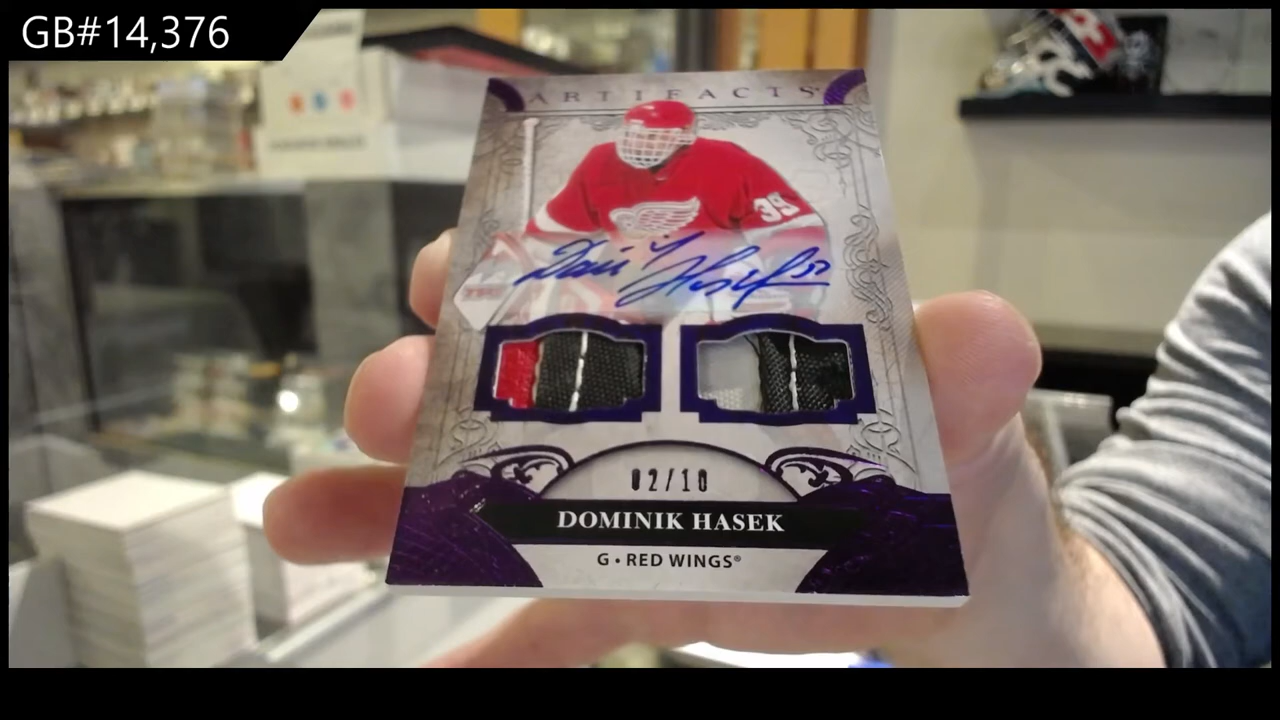 GB#14,376
ARTIFACTS
39
02/10
DOMINIK HASEK
G • RED WINGS®